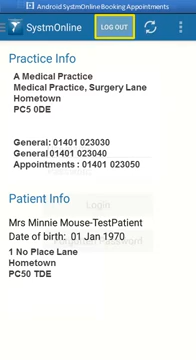 Android SystmOnline Booking Appointments
SystmOnline
LOG OUT
Practice Info
A Medical Practice
Medical Practice, Surgery Lane
Hometown
PC5 0DE
General: 01401 023030
General 01401 023040
Appointments : 01401 023050
Password
Patient Info
Login
Mrs Minnie Mouse-TestPatient
Date of birth: 01 Jan 1970
Password
1 No Place Lane
Hometown
PC50 TDE